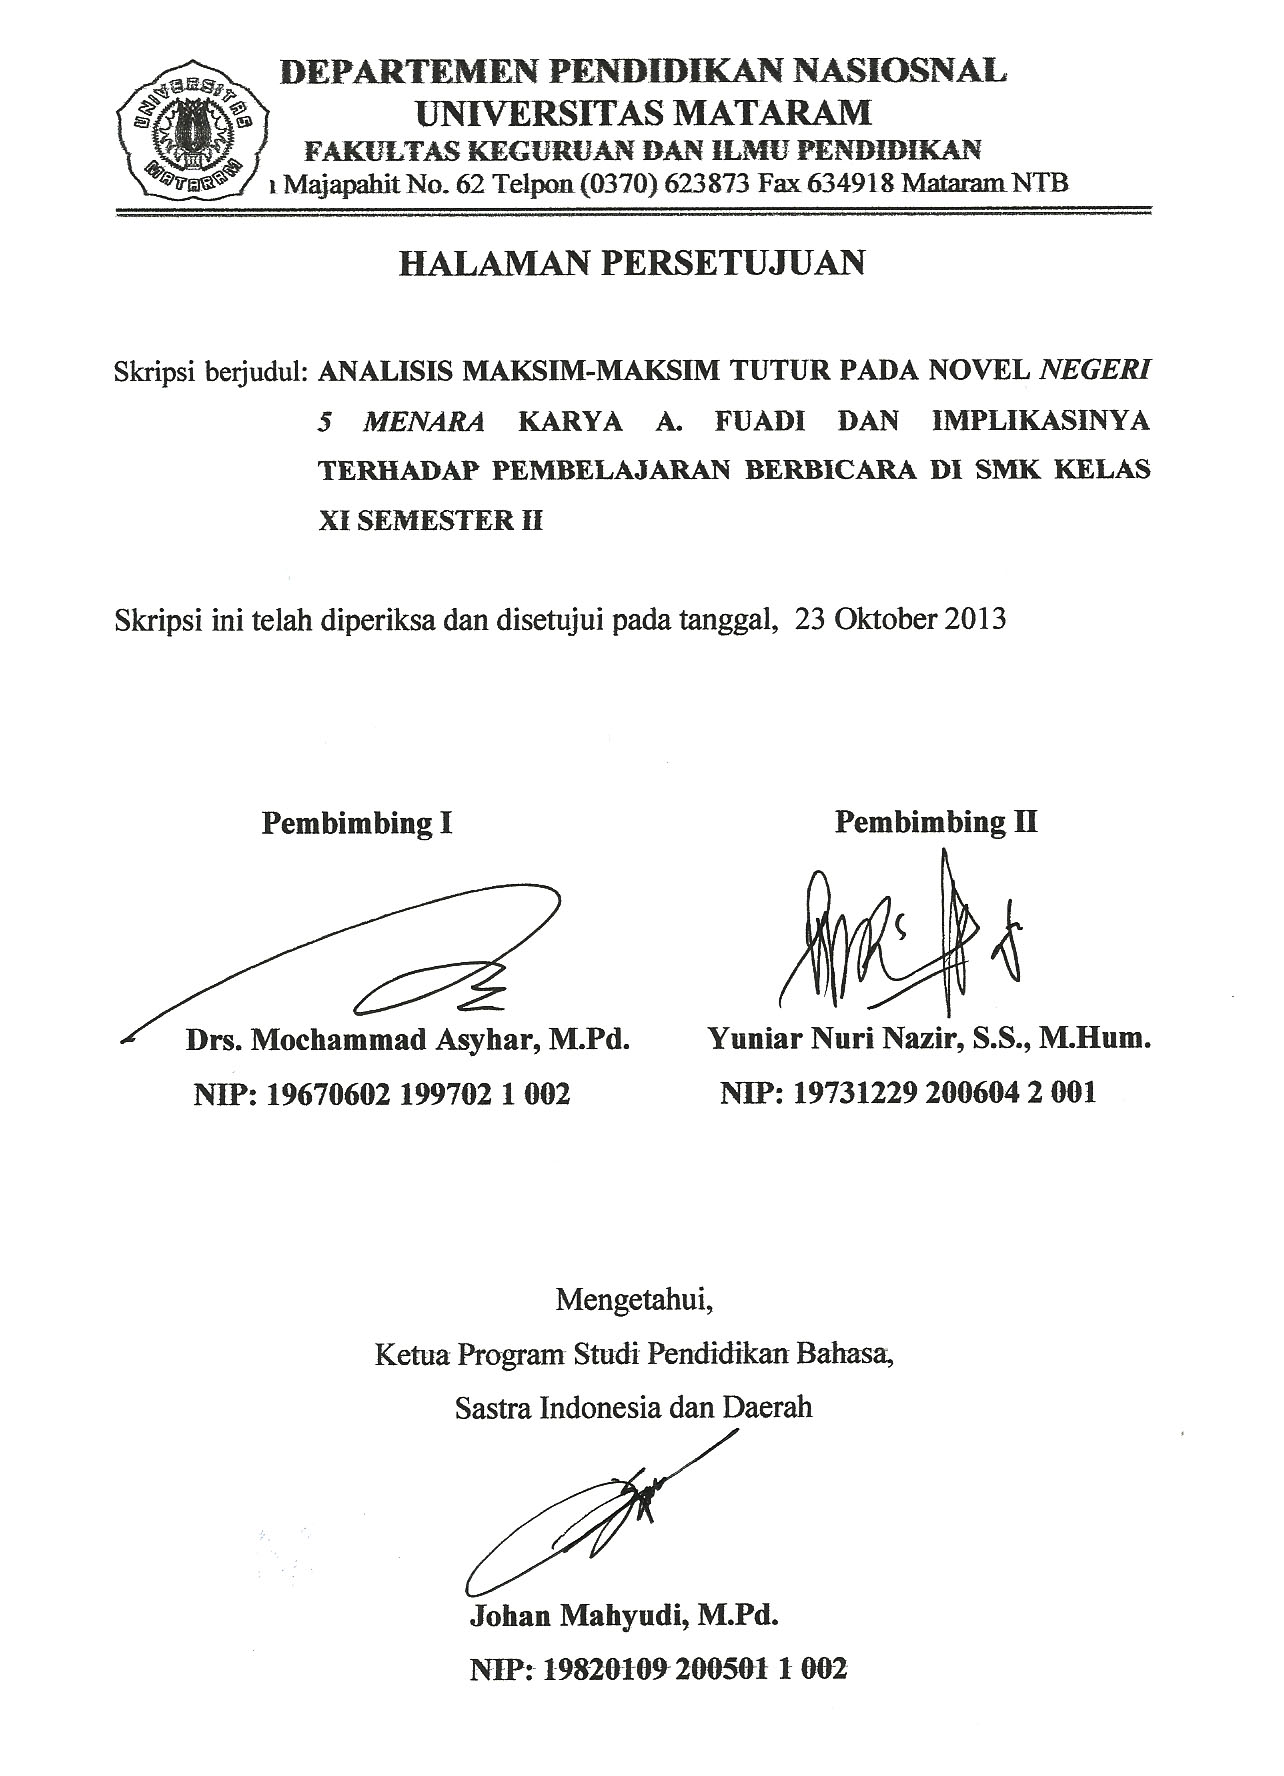 DEPARTEMEN PENDIDIKAN NASIOSNAL
UNIVERSITAS MATARAM
FAKULTAS KEGURUAN DAN ILMU PENDIDIKAN
Majapahit No. 62 Telpon (0370) 623873 Fax 634918 Mataram NTB
UNIVERSITAS
MATARAM
HALAMAN PERSETUJUAN
Skripsi berjudul: ANALISIS MAKSIM-MAKSIM TUTUR PADA NOVEL NEGERI
5 MENARA KARYA A. FUADI DAN IMPLIKASINYA
TERHADAP PEMBELAJARAN BERBICARA DI SMK KELAS
XI SEMESTER II
Skripsi ini telah diperiksa dan disetujui pada tanggal, 23 Oktober 2013
Pembimbing I
Drs. Mochammad Asyhar, M.Pd.
NIP: 19670602 199702 1 002
Pembimbing II
Yuniar Nuri Nazir, S.S., M.Hum.
NIP: 19731229 200604 2 001
Mengetahui,
Ketua Program Studi Pendidikan Bahasa,
Sastra Indonesia dan Daerah
Johan Mahyudi, M.Pd.
NIP: 19820109 200501 1 002